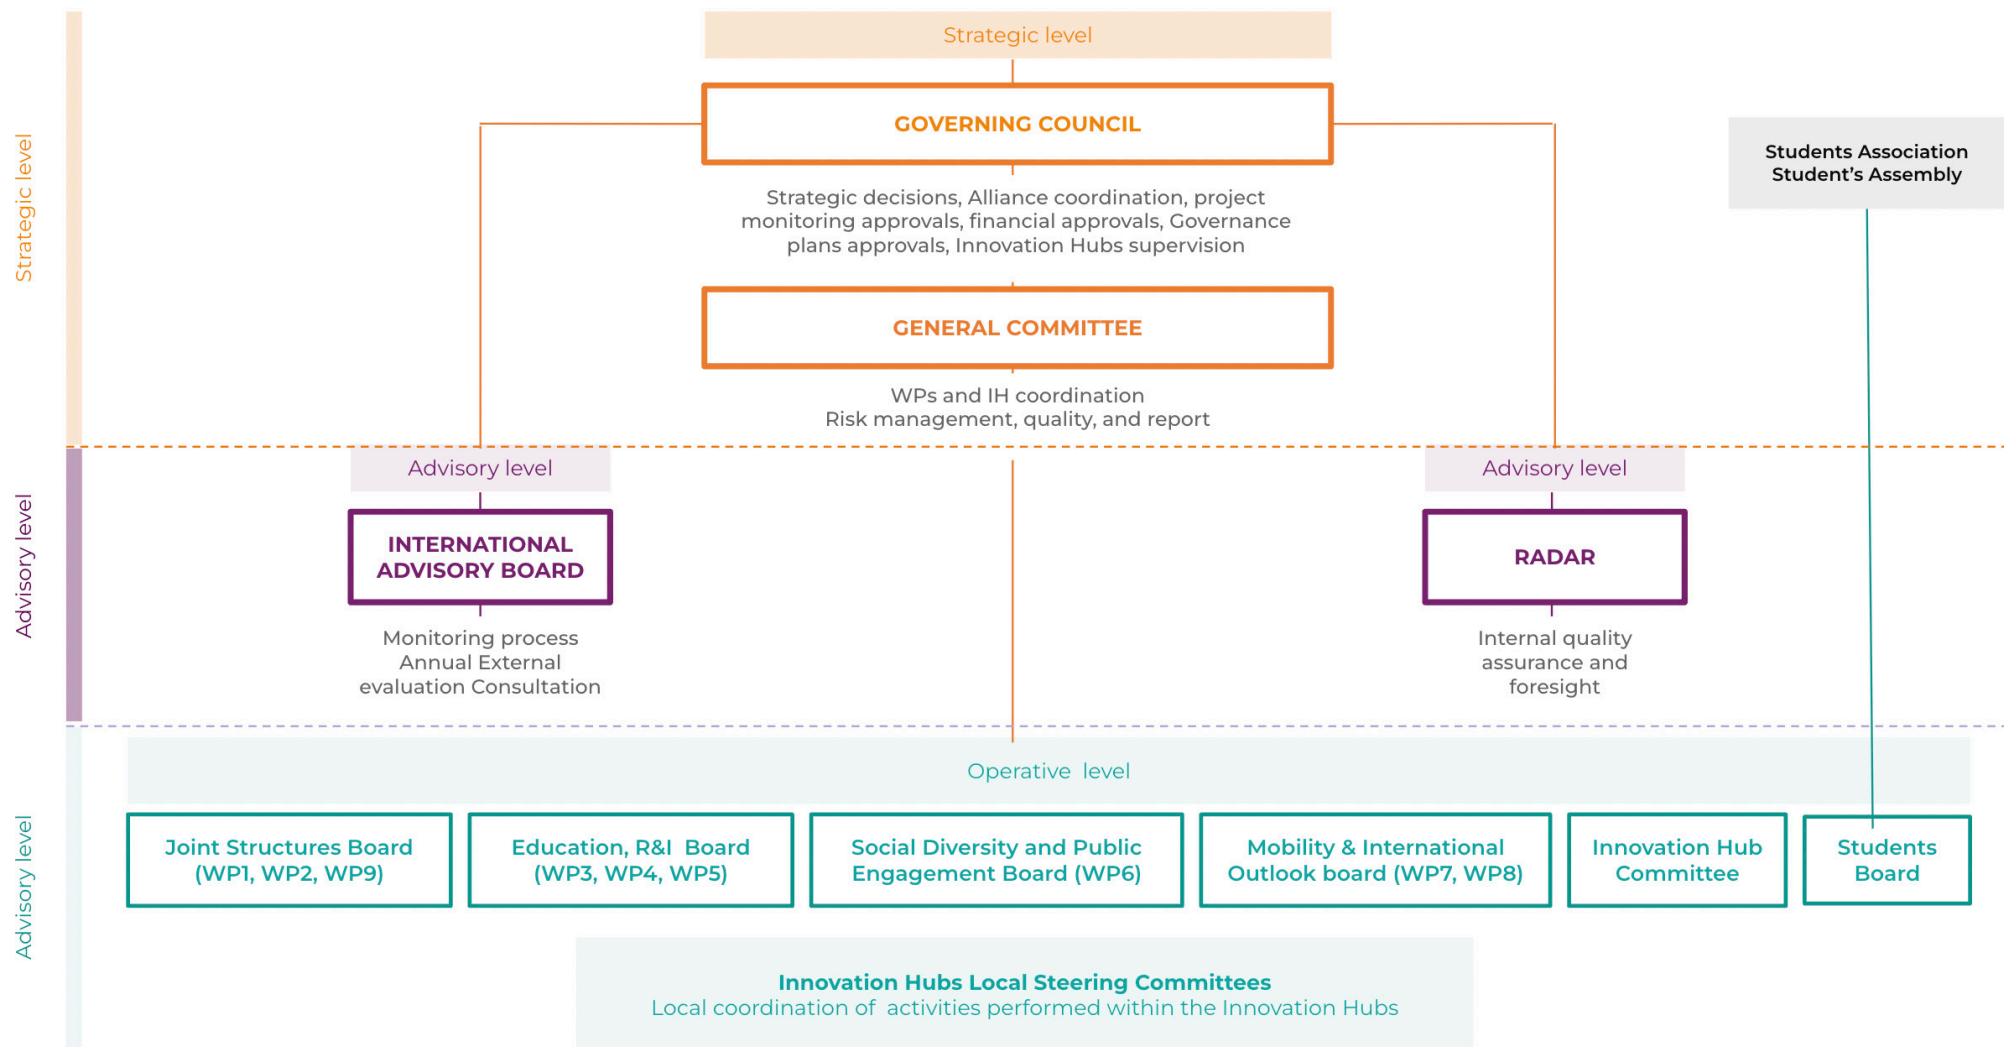 Strategic level
Strategic level
GOVERNING COUNCIL
Strategic decisions, Alliance coordination, project
monitoring approvals, financial approvals, Governance
plans approvals, Innovation Hubs supervision
Students Association
Student’s Assembly
GENERAL COMMITTEE
WPs and IH coordination
Risk management, quality, and report
Advisory level
Advisory level
INTERNATIONAL
ADVISORY BOARD
Monitoring process
Annual External
evaluation Consultation
Advisory level
RADAR
Internal quality
assurance and
foresight
Advisory level
Operative level
Joint Structures Board
(WP1, WP2, WP9)
Education, R&I Board
(WP3, WP4, WP5)
Social Diversity and Public
Engagement Board (WP6)
Mobility & International
Outlook board (WP7, WP8)
Innovation Hub
Committee
Students
Board
Innovation Hubs Local Steering Committees
Local coordination of activities performed within the Innovation Hubs